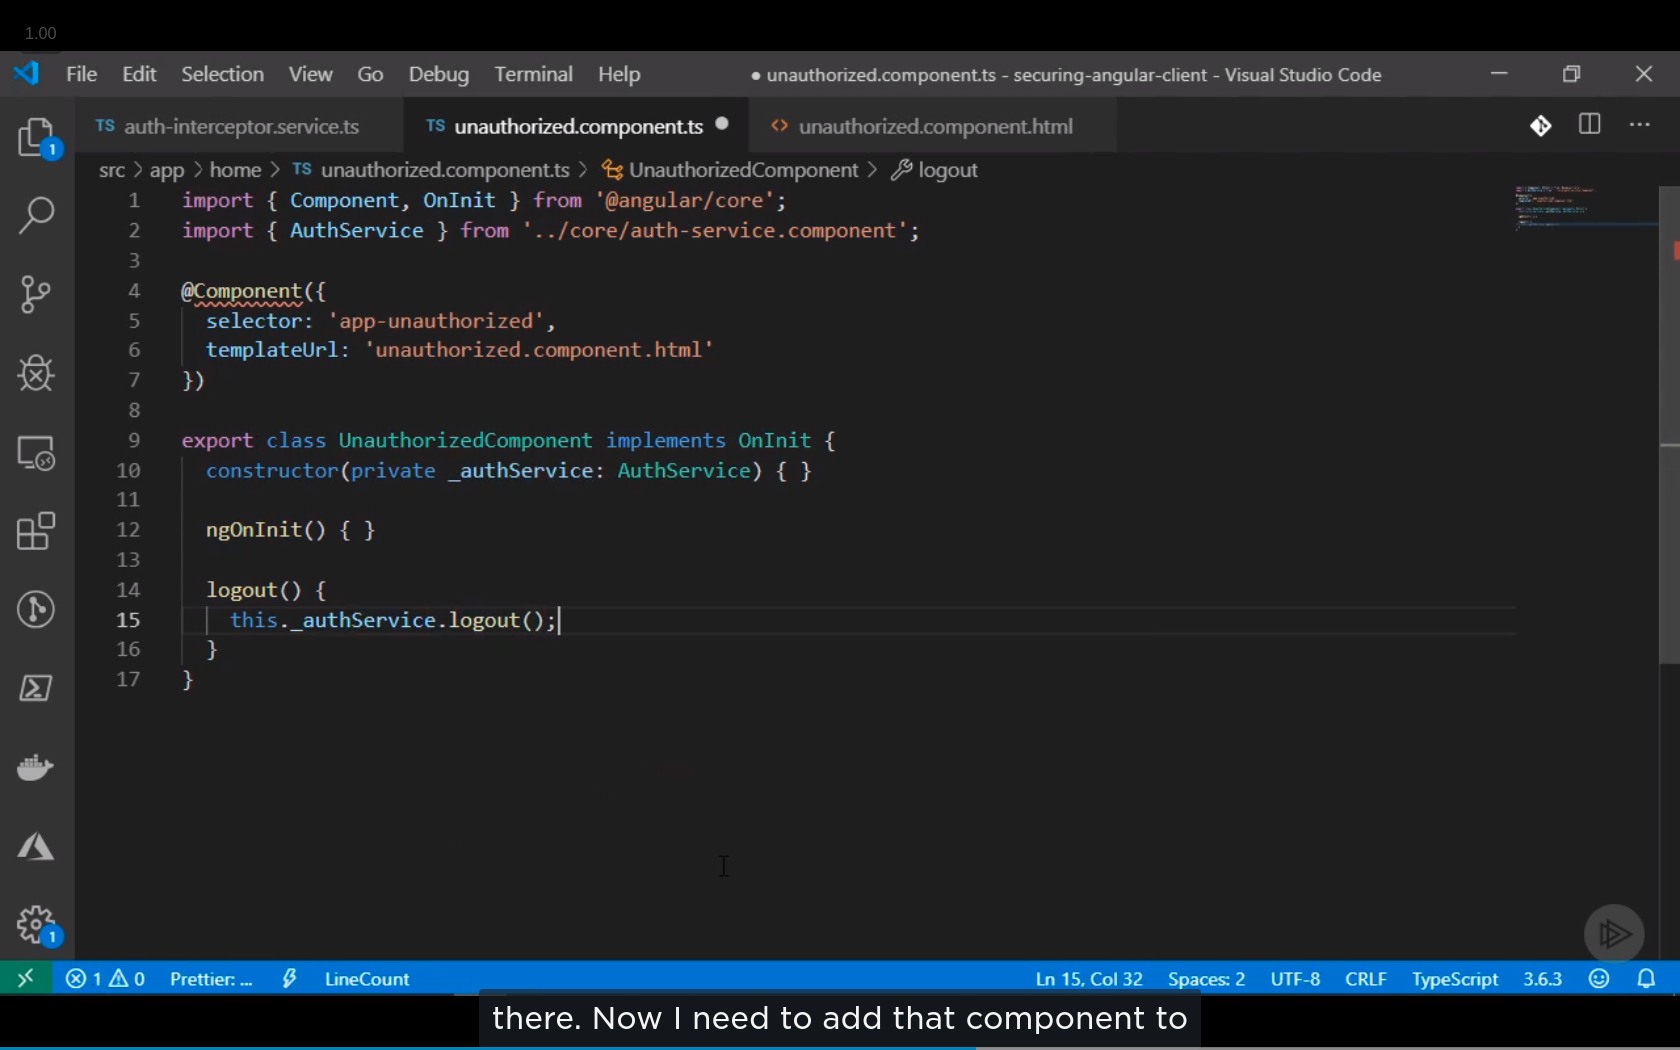 1.00
File Edit Selection View Go Debug Terminal Help ● unauthorized.component.ts - securing-angular-client - Visual Studio Code
TS auth-interceptor.service.ts TS unauthorized.component.ts ● <> unauthorized.component.html ...
1
src > app > home > TS unauthorized.component.ts > UnauthorizedComponent > logout
1 import { Component, OnInit } from '@angular/core';
2 import { AuthService } from '../core/auth-service.component';
3
4 @Component({
5 selector: 'app-unauthorized',
6 templateUrl: 'unauthorized.component.html'
7 })
8
9 export class UnauthorizedComponent implements OnInit {
10 constructor(private _authService: AuthService) { }
11
12 ngOnInit() { }
13
14 logout() {
15 this._authService.logout();
16 }
17 }
1
1 0 Prettier: ... LineCount Ln 15, Col 32 Spaces: 2 UTF-8 CRLF TypeScript 3.6.3
there. Now I need to add that component to